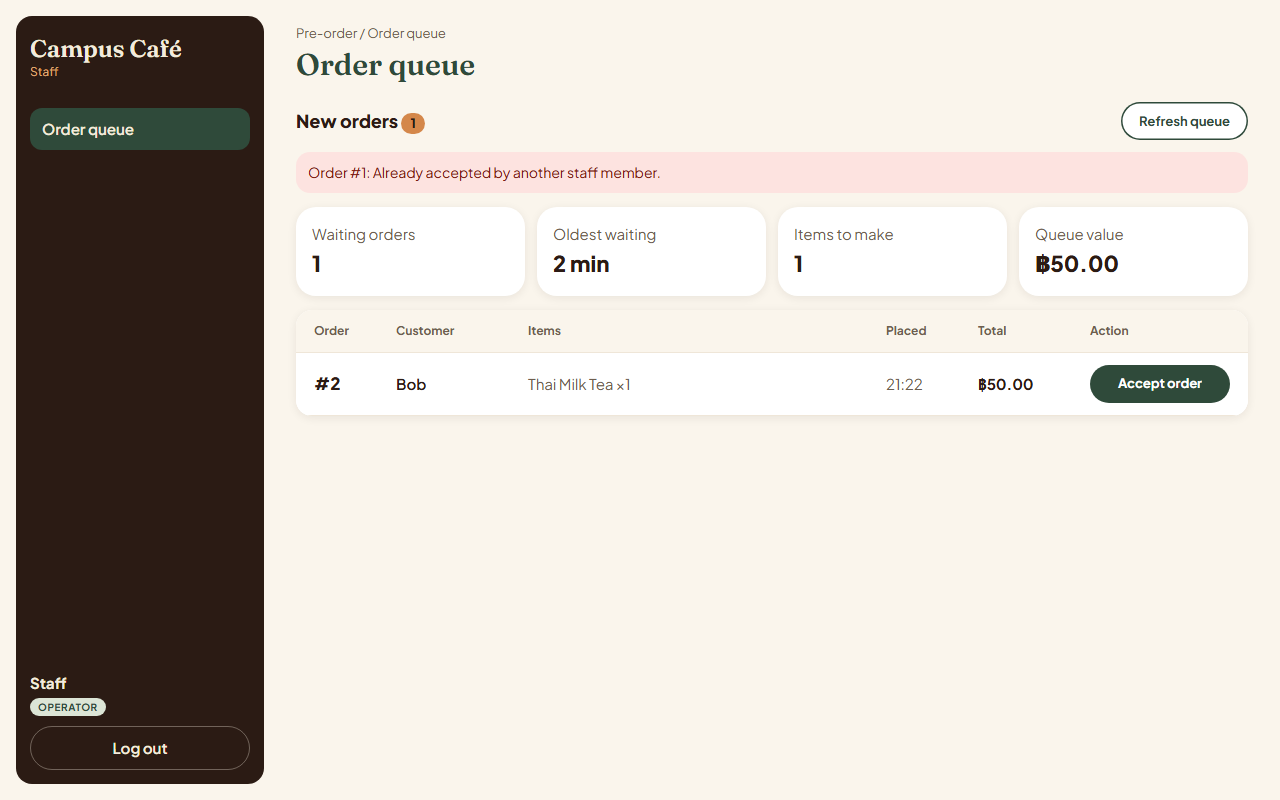 Campus Café
Staff
Order queue
Staff
OPERATOR
Log out
Pre-order / Order queue
Order queue
New orders 1
Refresh queue
Order #1: Already accepted by another staff member.
Waiting orders
1
Oldest waiting
2 min
Items to make
1
Queue value
฿50.00
Order Customer Items Placed Total Action
#2 Bob Thai Milk Tea ×1 21:22 ฿50.00 Accept order